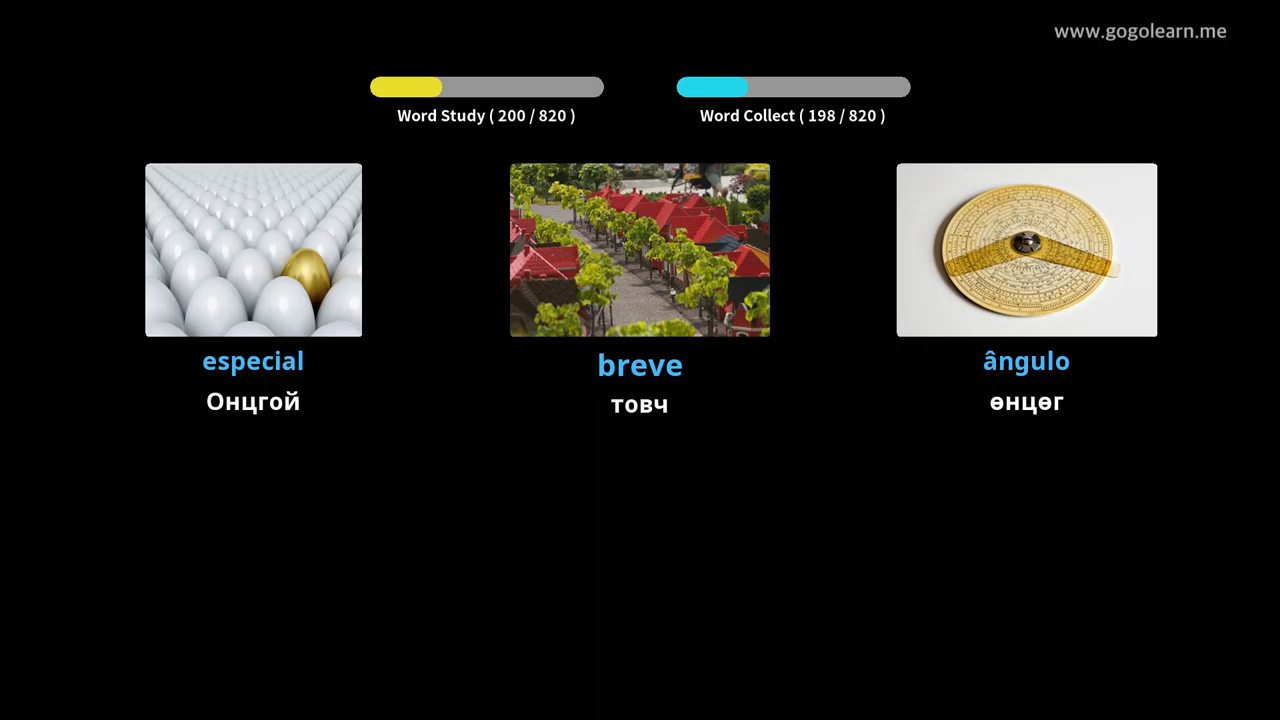 www.gogolearn.me
Word Study ( 200 / 820 )
Word Collect ( 198 / 820 )
especial
breve
ângulo
Онцгой
товч
өнцөг